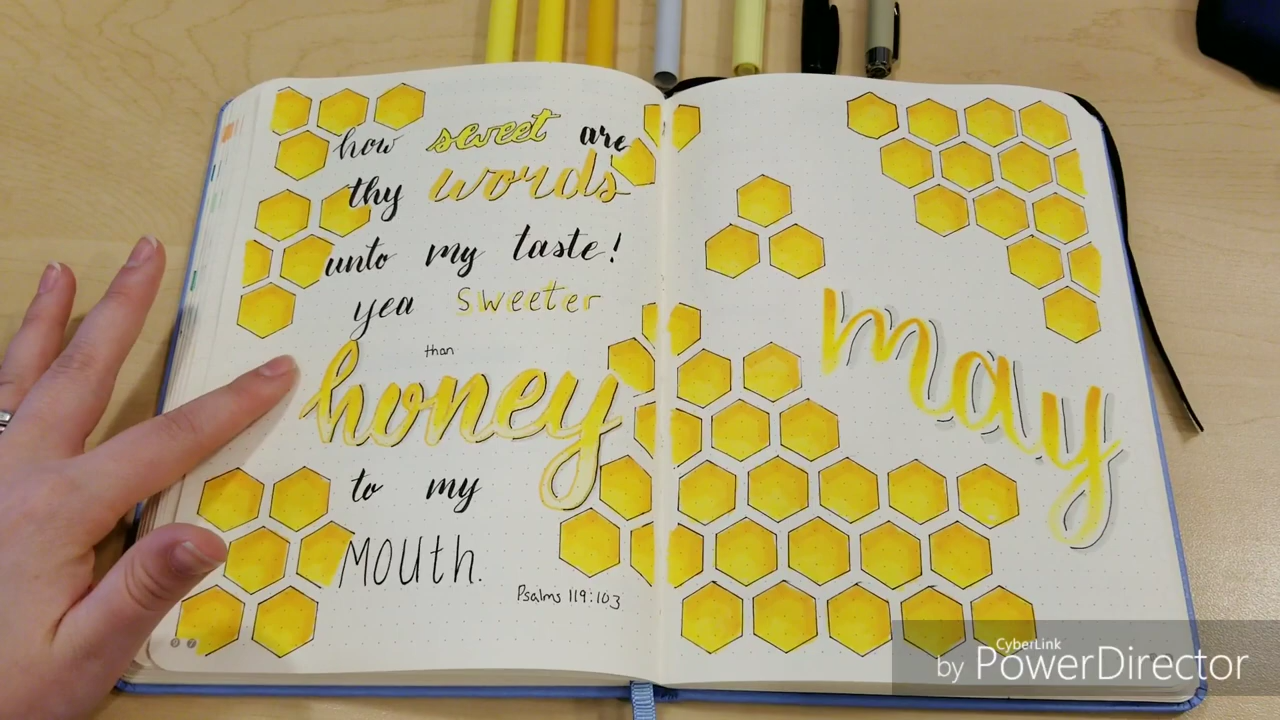 how sweet are
thy words
unto my taste!
yea sweeter
than
honey
to my
MOUTH.
Psalms 119:103
may
CyberLink
by PowerDirector